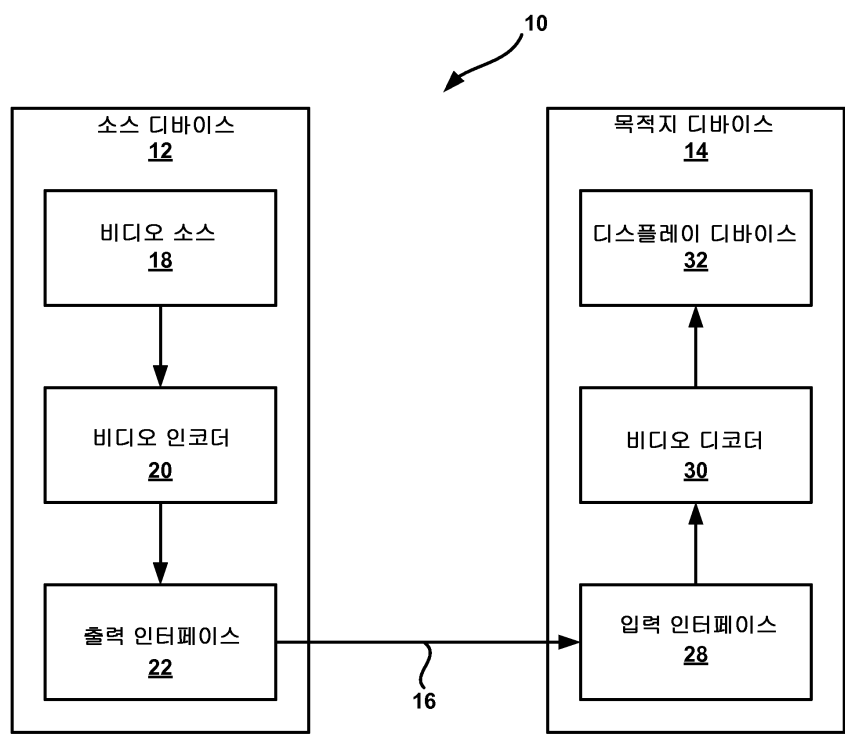 10
소스 디바이스
12
비디오 소스
18
비디오 인코더
20
출력 인터페이스
22
16
목적지 디바이스
14
디스플레이 디바이스
32
비디오 디코더
30
입력 인터페이스
28